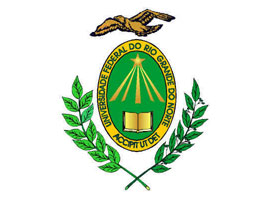 UNIVERSIDADE FEDERAL DO RIO GRANDE DO NORTE
ACCIPIT UT DET